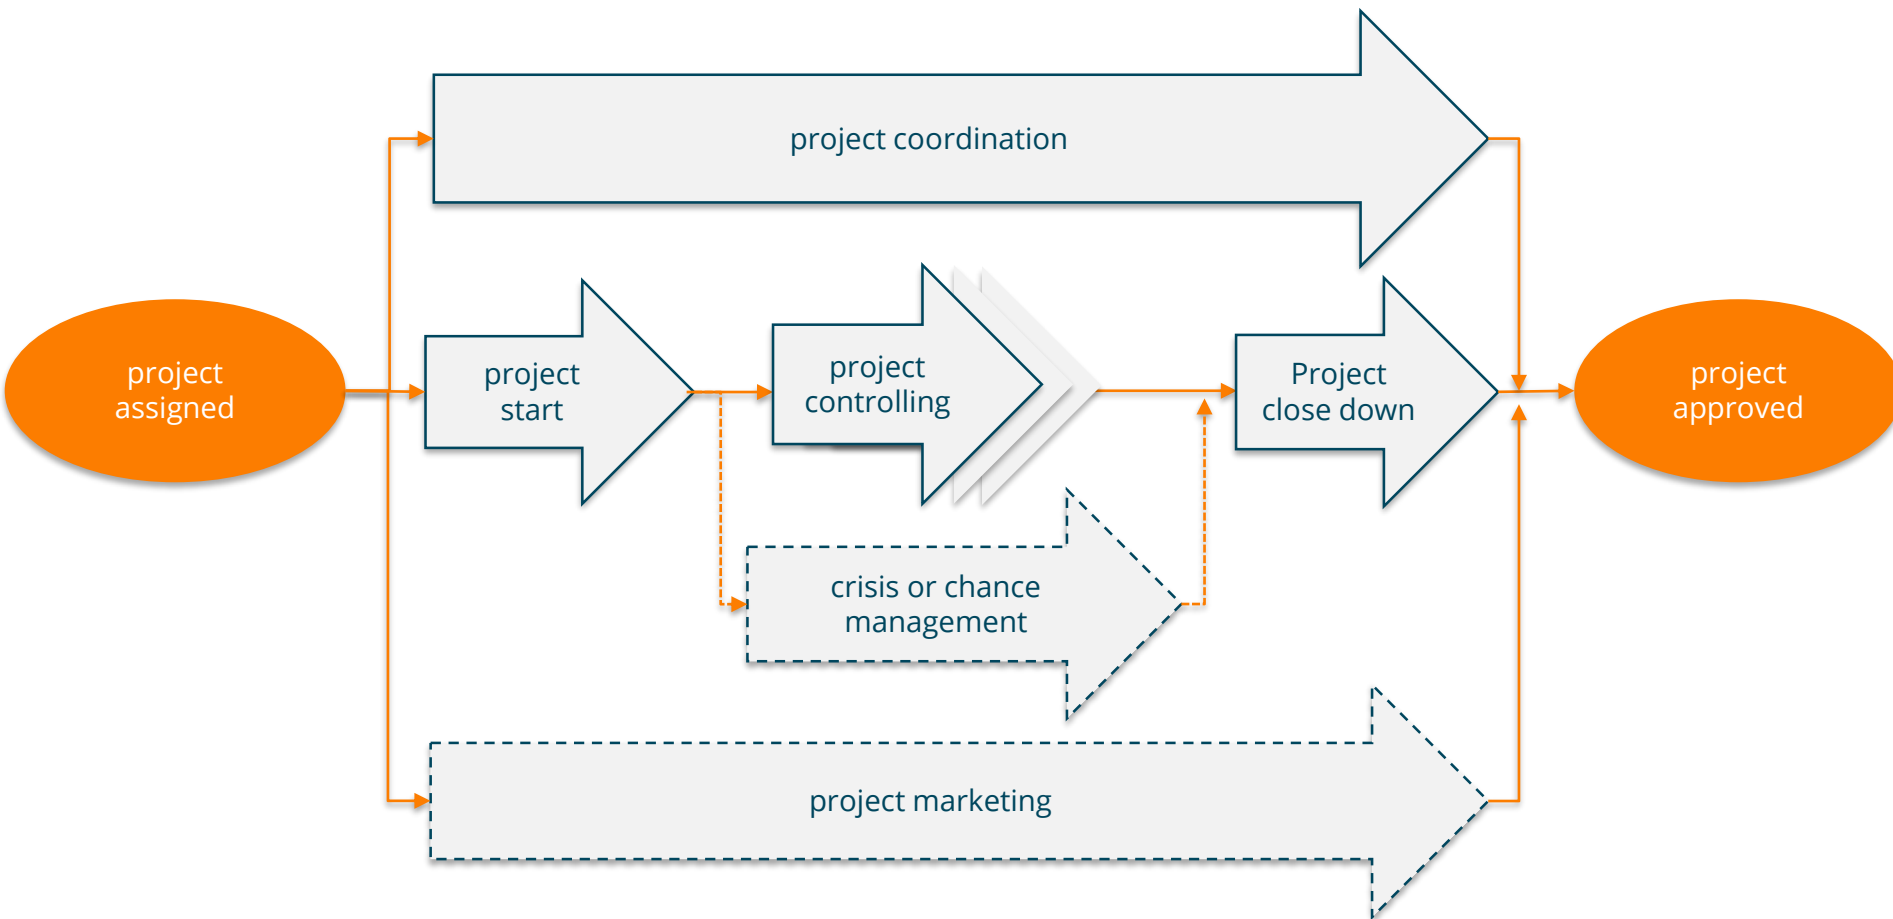 project coordination
project
assigned
project
start
project
controlling
Project
close down
project
approved
crisis or chance
management
project marketing